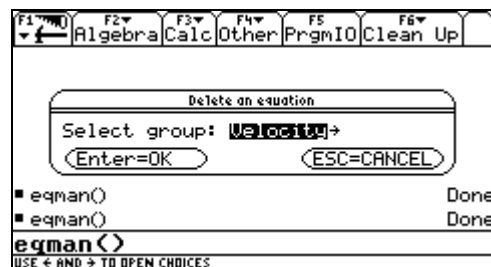 F1▼ F2▼ Algebra F3▼ Calc F4▼ Other F5 PrgmIO F6▼ Clean Up
Delete an equation
Select group: Velocity→
Enter=OK ESC=CANCEL
▪ eqman() Done
▪ eqman() Done
eqman()
USE ← AND → TO OPEN CHOICES